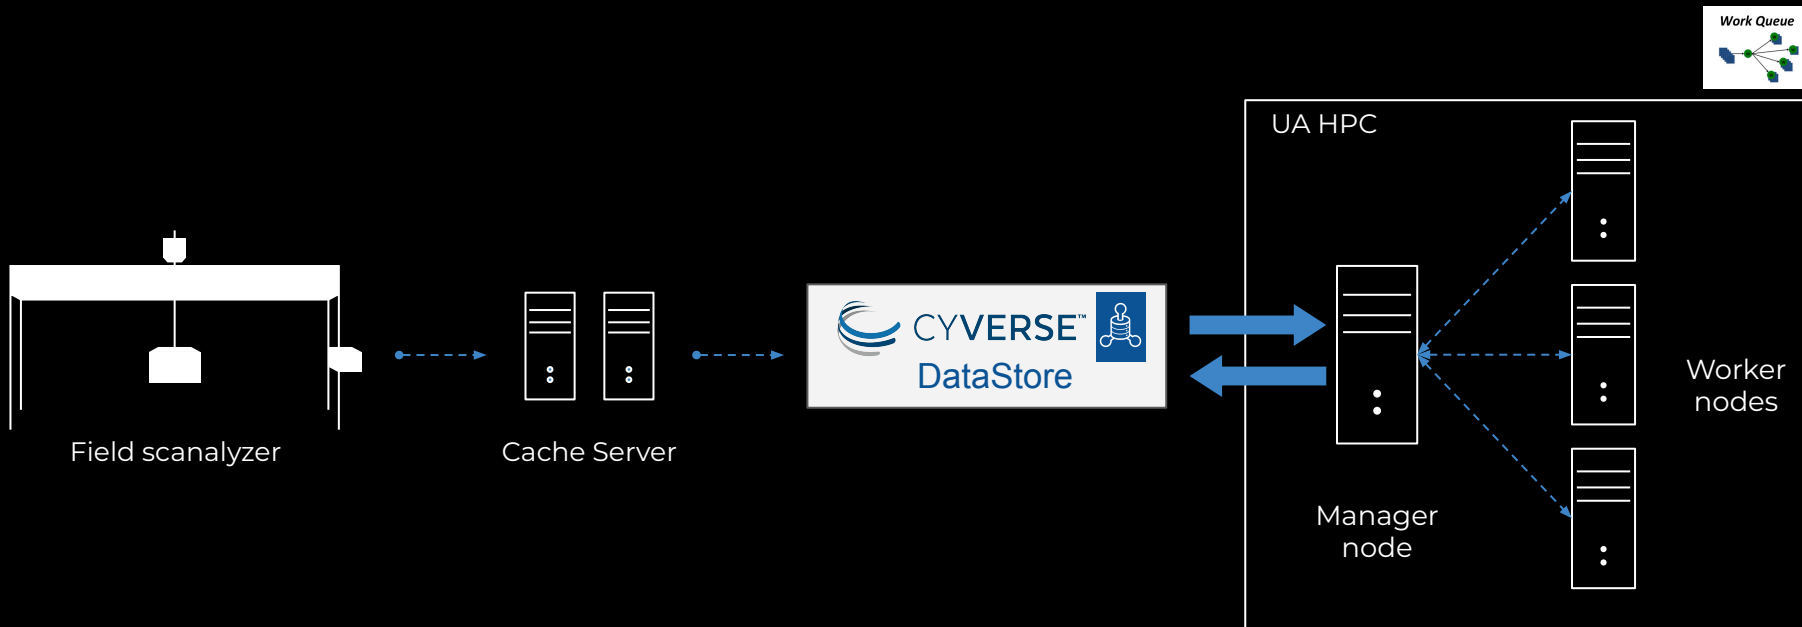 Work Queue
UA HPC
CYVERSE™
DataStore
Worker
nodes
Field scanalyzer
Cache Server
Manager
node